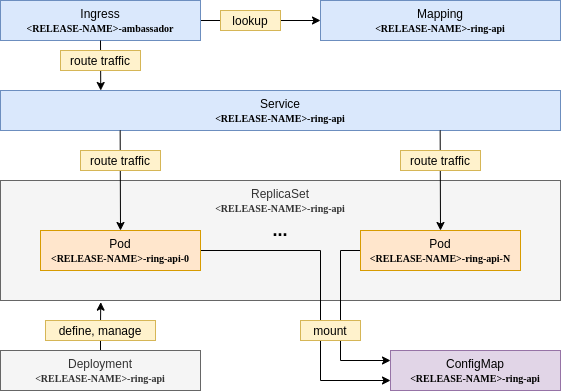 Ingress
<RELEASE-NAME>-ambassador
lookup
Mapping
<RELEASE-NAME>-ring-api
route traffic
Service
<RELEASE-NAME>-ring-api
route traffic
route traffic
ReplicaSet
<RELEASE-NAME>-ring-api
...
Pod
<RELEASE-NAME>-ring-api-0
Pod
<RELEASE-NAME>-ring-api-N
define, manage
mount
Deployment
<RELEASE-NAME>-ring-api
ConfigMap
<RELEASE-NAME>-ring-api